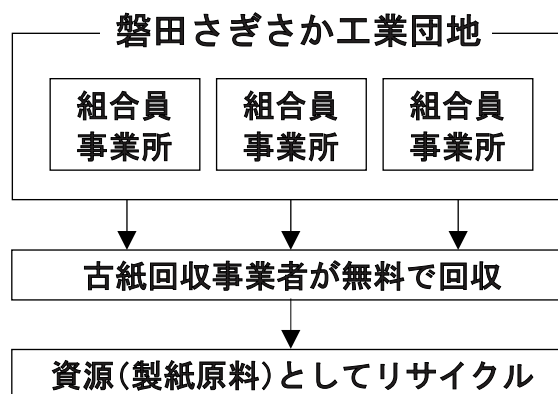 磐田さぎさか工業団地
組合員
事業所
組合員
事業所
組合員
事業所
古紙回収事業者が無料で回収
資源(製紙原料)としてリサイクル